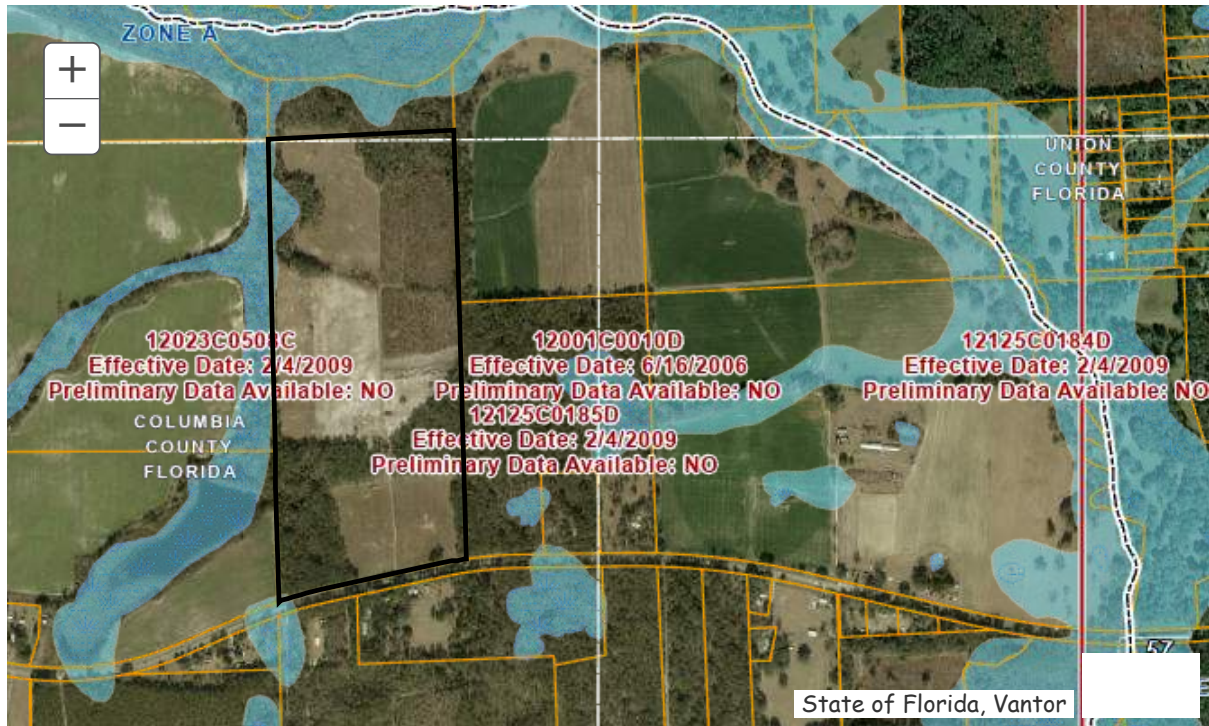 ZONE A
+
−
UNION
COUNTY
FLORIDA
12023C0508C
Effective Date: 2/4/2009
Preliminary Data Available: NO
12001C0010D
Effective Date: 6/16/2006
Preliminary Data Available: NO
12125C0184D
Effective Date: 2/4/2009
Preliminary Data Available: NO
COLUMBIA
COUNTY
FLORIDA
12125C0185D
Effective Date: 2/4/2009
Preliminary Data Available: NO
57
State of Florida, Vantor